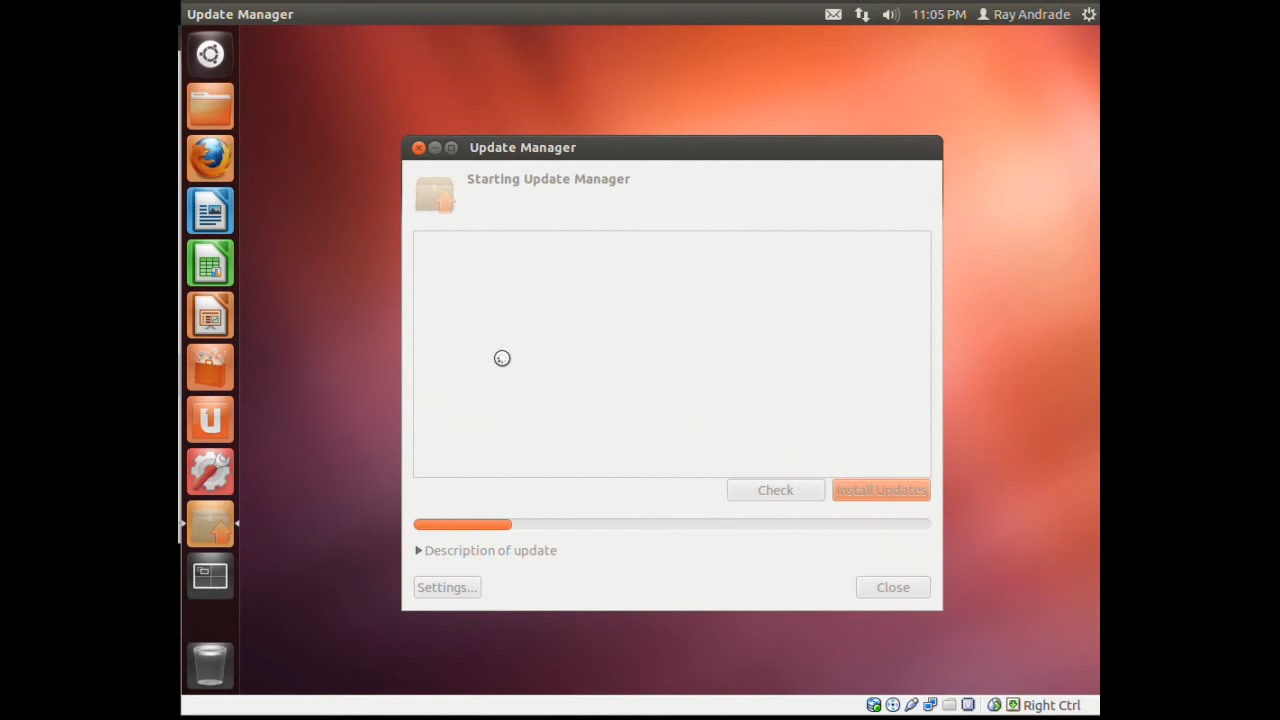 Update Manager
11:05 PM Ray Andrade
Update Manager
Starting Update Manager
Check Install Updates
Description of update
Settings... Close
Right Ctrl